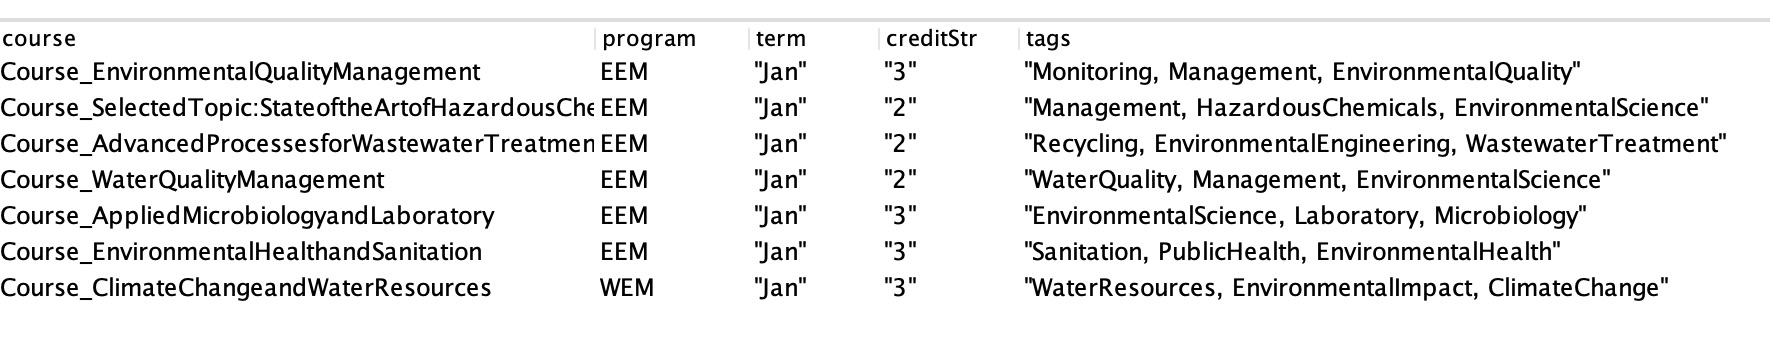 course program term creditStr tags
Course_EnvironmentalQualityManagement EEM "Jan" "3" "Monitoring, Management, EnvironmentalQuality"
Course_SelectedTopic:StateoftheArtofHazardousChe EEM "Jan" "2" "Management, HazardousChemicals, EnvironmentalScience"
Course_AdvancedProcessesforWastewaterTreatmen EEM "Jan" "2" "Recycling, EnvironmentalEngineering, WastewaterTreatment"
Course_WaterQualityManagement EEM "Jan" "2" "WaterQuality, Management, EnvironmentalScience"
Course_AppliedMicrobiologyandLaboratory EEM "Jan" "3" "EnvironmentalScience, Laboratory, Microbiology"
Course_EnvironmentalHealthandSanitation EEM "Jan" "3" "Sanitation, PublicHealth, EnvironmentalHealth"
Course_ClimateChangeandWaterResources WEM "Jan" "3" "WaterResources, EnvironmentalImpact, ClimateChange"